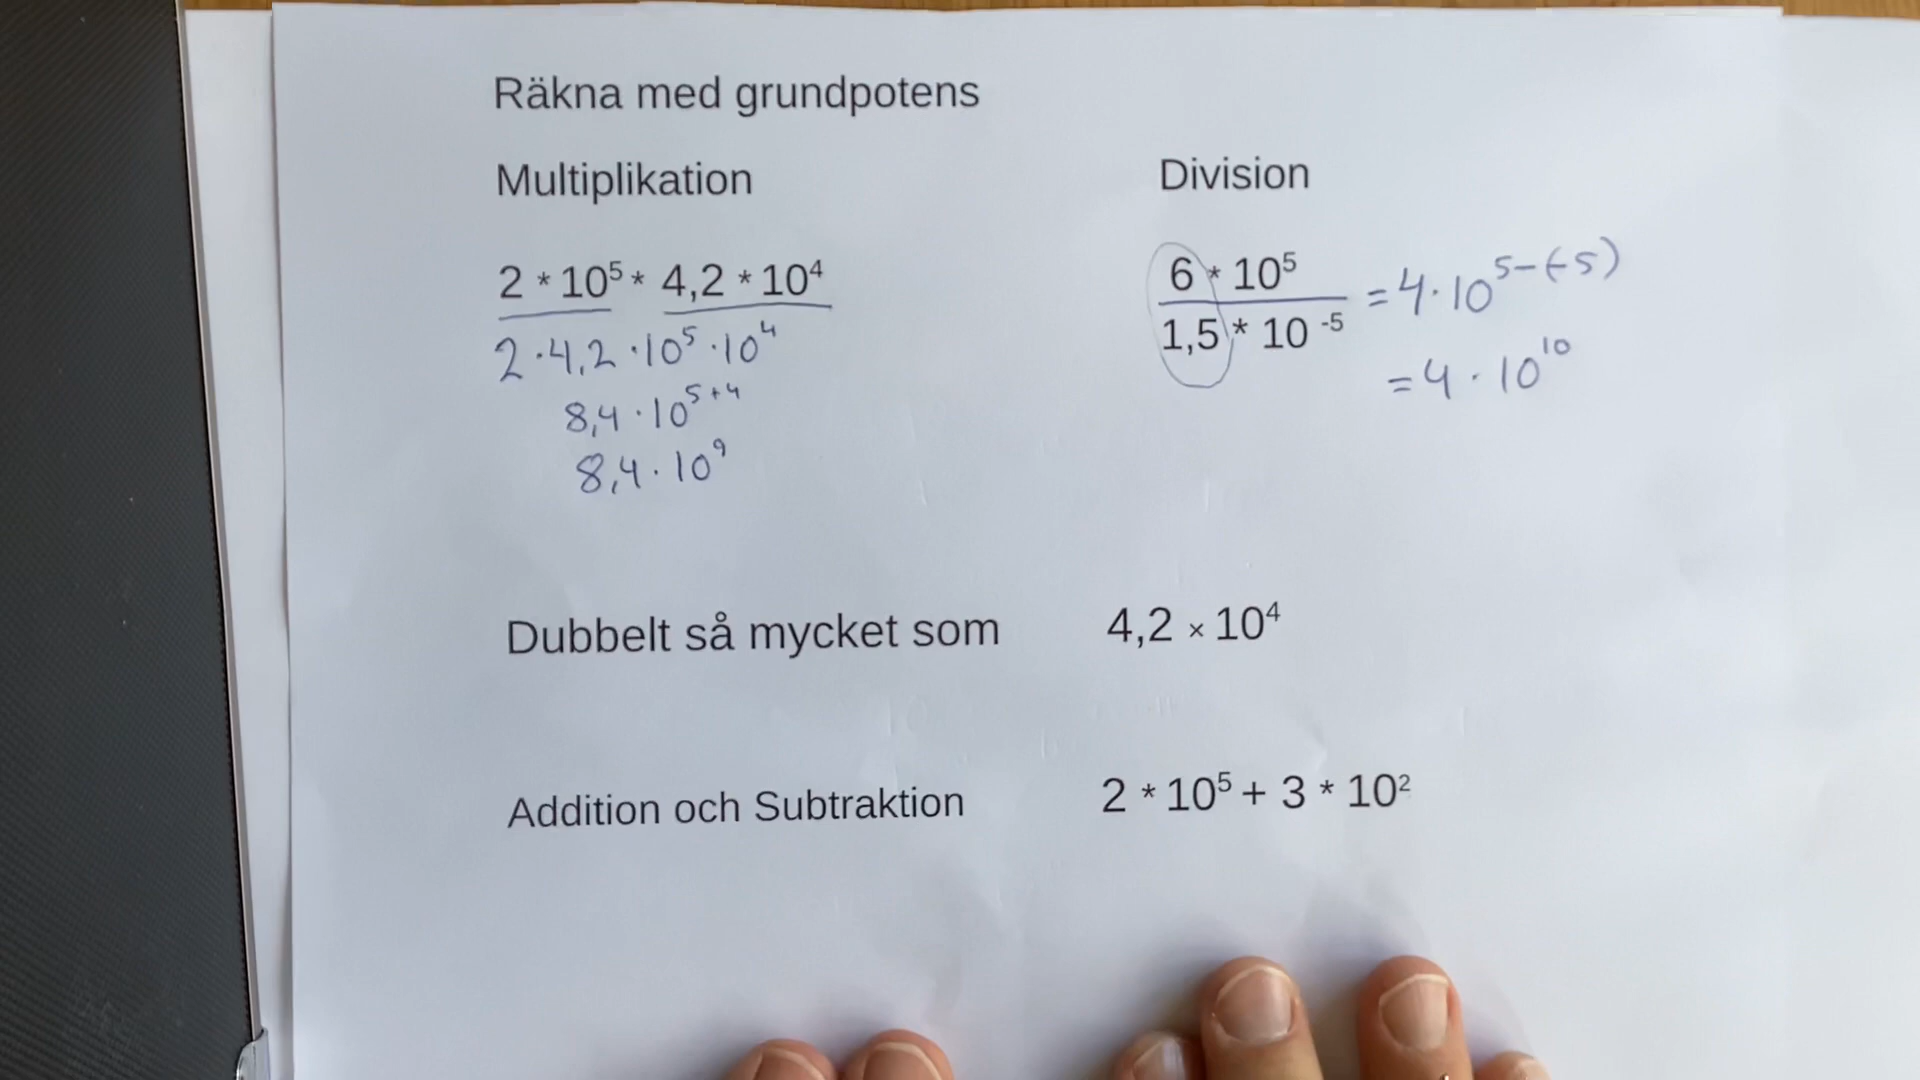 Räkna med grundpotens
Multiplikation
2 * 10⁵ * 4,2 * 10⁴
2 · 4,2 · 10⁵ · 10⁴
8,4 · 10⁵⁺⁴
8,4 · 10⁹
Division
6 * 10⁵ = 4 · 10⁵⁻⁽⁻⁵⁾
1,5 * 10 ⁻⁵
= 4 · 10¹⁰
Dubbelt så mycket som 4,2 × 10⁴
Addition och Subtraktion 2 * 10⁵ + 3 * 10²